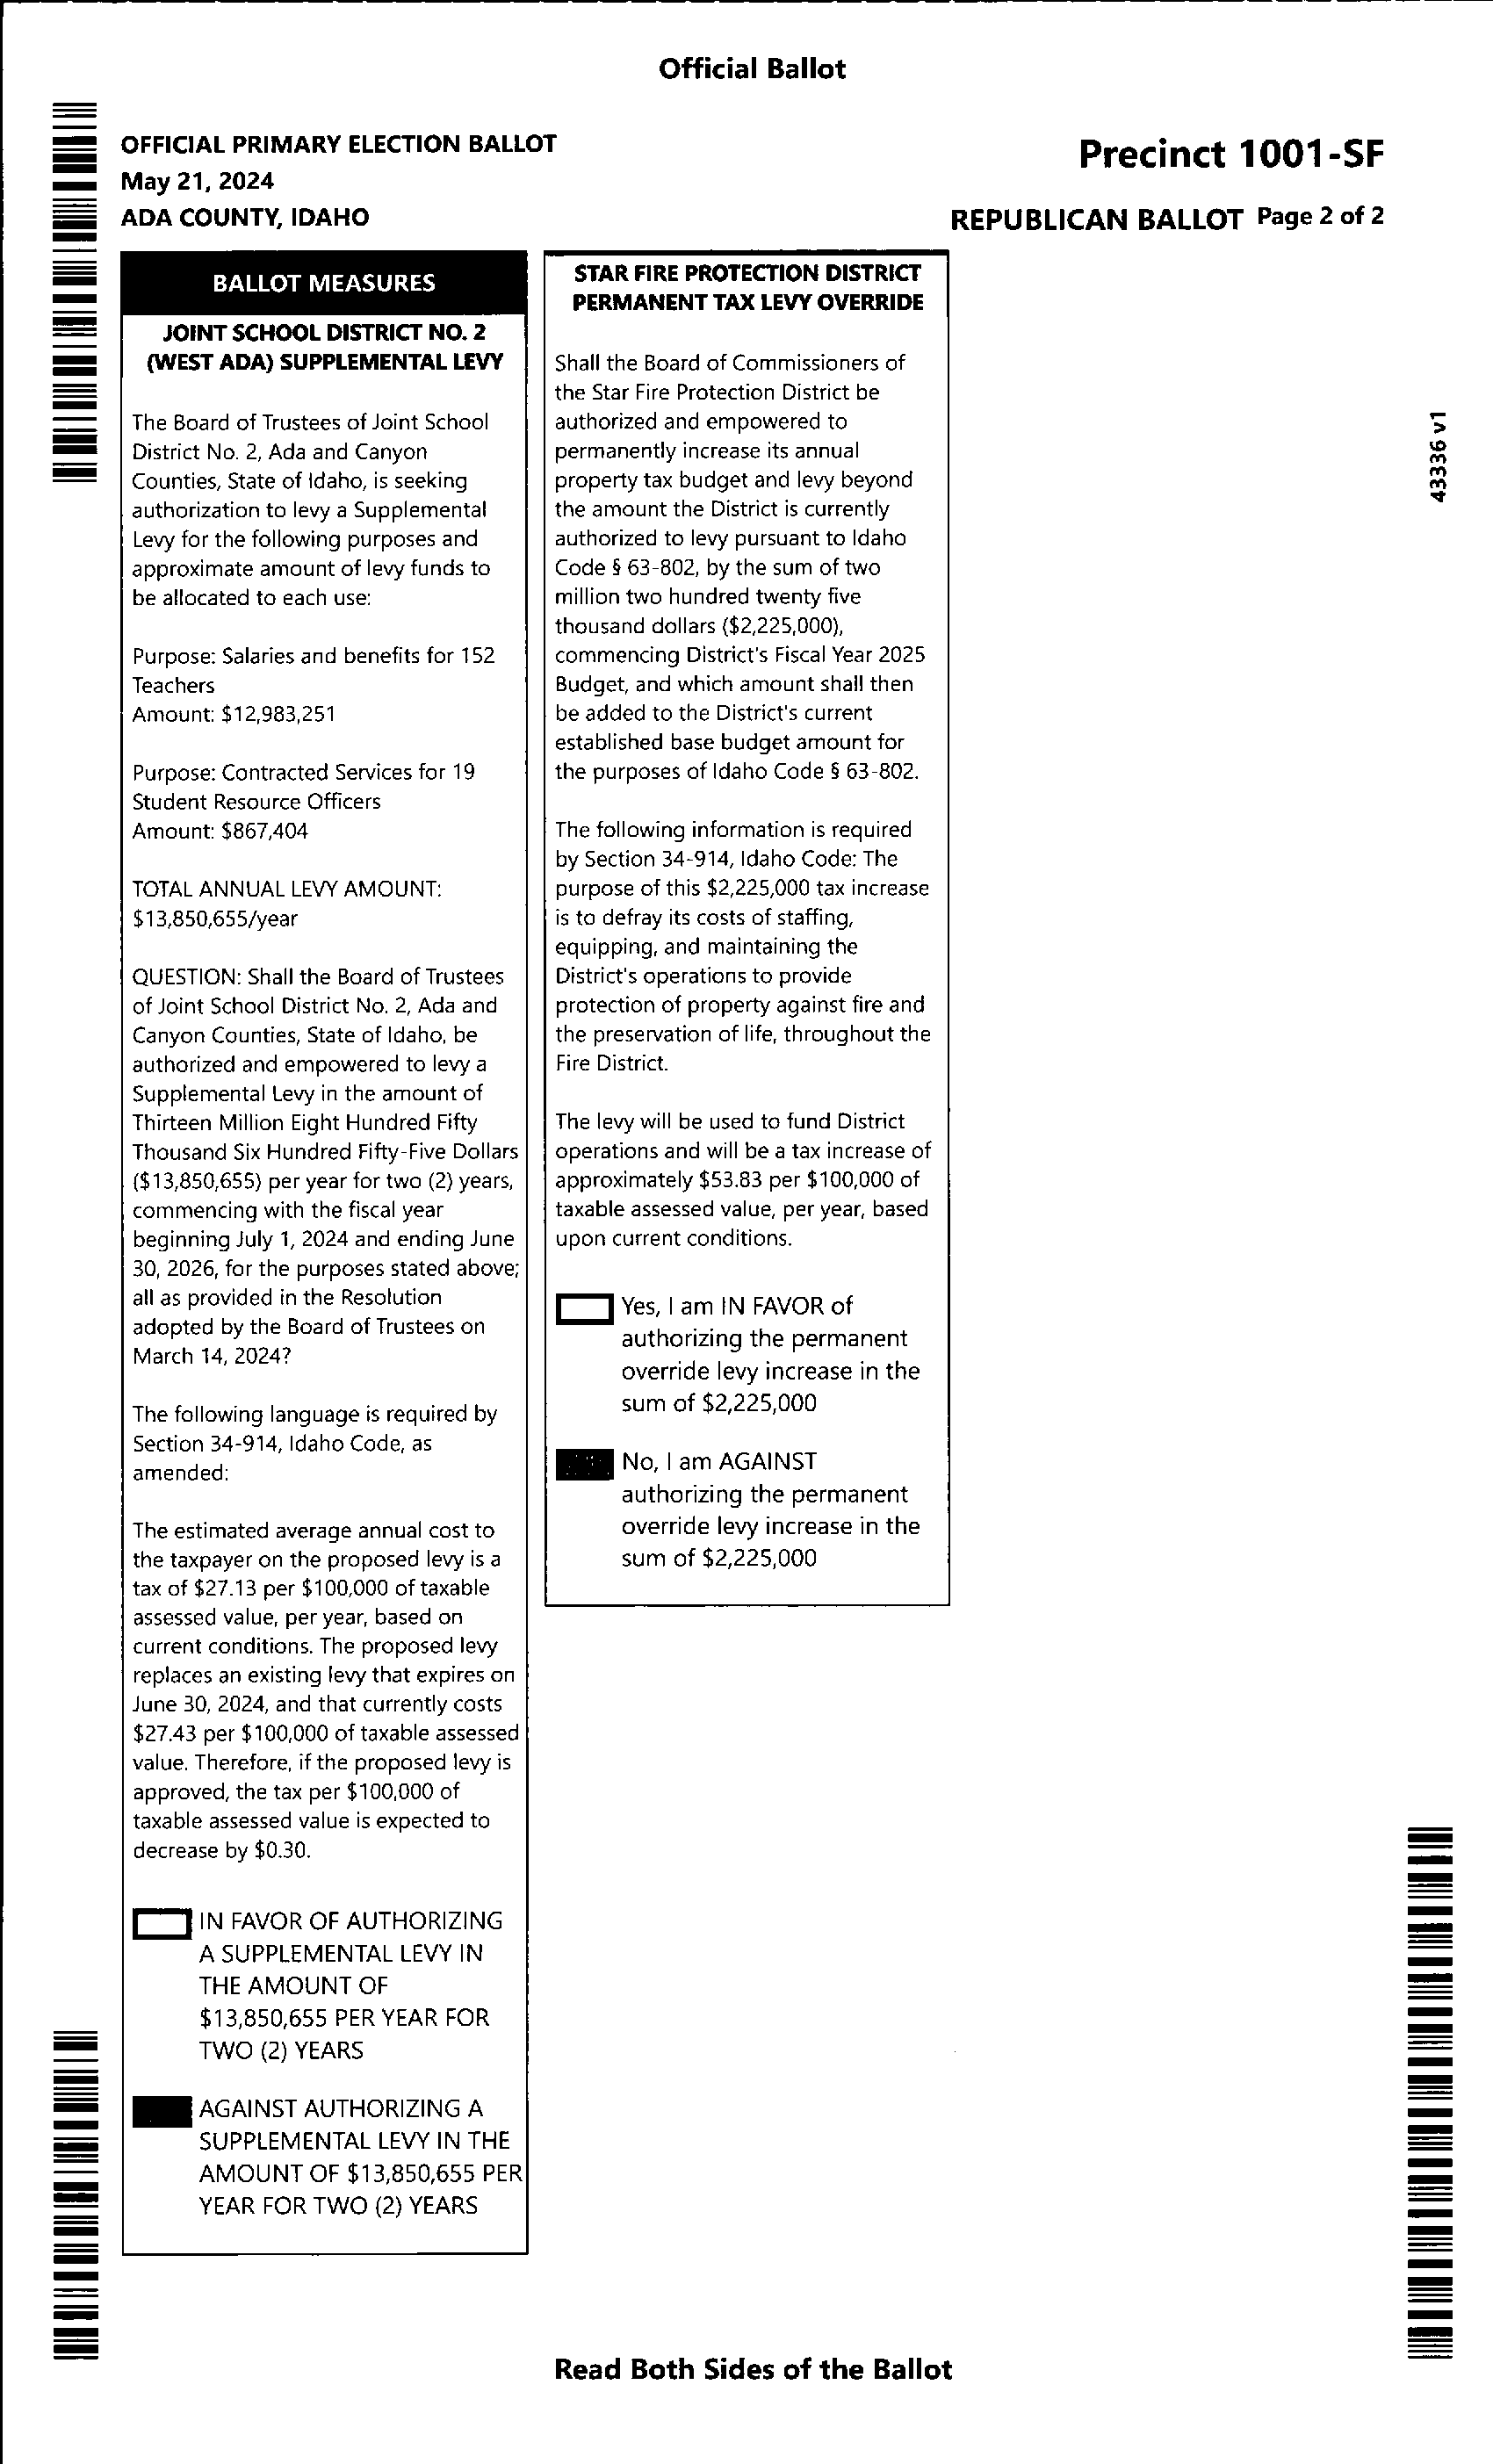 Official Ballot
OFFICIAL PRIMARY ELECTION BALLOT
May 21, 2024
ADA COUNTY, IDAHO
Precinct 1001-SF
REPUBLICAN BALLOT Page 2 of 2
BALLOT MEASURES
JOINT SCHOOL DISTRICT NO. 2
(WEST ADA) SUPPLEMENTAL LEVY
The Board of Trustees of Joint School
District No. 2, Ada and Canyon
Counties, State of Idaho, is seeking
authorization to levy a Supplemental
Levy for the following purposes and
approximate amount of levy funds to
be allocated to each use:
Purpose: Salaries and benefits for 152
Teachers
Amount: $12,983,251
Purpose: Contracted Services for 19
Student Resource Officers
Amount: $867,404
TOTAL ANNUAL LEVY AMOUNT:
$13,850,655/year
QUESTION: Shall the Board of Trustees
of Joint School District No. 2, Ada and
Canyon Counties, State of Idaho, be
authorized and empowered to levy a
Supplemental Levy in the amount of
Thirteen Million Eight Hundred Fifty
Thousand Six Hundred Fifty-Five Dollars
($13,850,655) per year for two (2) years,
commencing with the fiscal year
beginning July 1, 2024 and ending June
30, 2026, for the purposes stated above;
all as provided in the Resolution
adopted by the Board of Trustees on
March 14, 2024?
The following language is required by
Section 34-914, Idaho Code, as
amended:
The estimated average annual cost to
the taxpayer on the proposed levy is a
tax of $27.13 per $100,000 of taxable
assessed value, per year, based on
current conditions. The proposed levy
replaces an existing levy that expires on
June 30, 2024, and that currently costs
$27.43 per $100,000 of taxable assessed
value. Therefore, if the proposed levy is
approved, the tax per $100,000 of
taxable assessed value is expected to
decrease by $0.30.
IN FAVOR OF AUTHORIZING
A SUPPLEMENTAL LEVY IN
THE AMOUNT OF
$13,850,655 PER YEAR FOR
TWO (2) YEARS
AGAINST AUTHORIZING A
SUPPLEMENTAL LEVY IN THE
AMOUNT OF $13,850,655 PER
YEAR FOR TWO (2) YEARS
STAR FIRE PROTECTION DISTRICT
PERMANENT TAX LEVY OVERRIDE
Shall the Board of Commissioners of
the Star Fire Protection District be
authorized and empowered to
permanently increase its annual
property tax budget and levy beyond
the amount the District is currently
authorized to levy pursuant to Idaho
Code § 63-802, by the sum of two
million two hundred twenty five
thousand dollars ($2,225,000),
commencing District's Fiscal Year 2025
Budget, and which amount shall then
be added to the District's current
established base budget amount for
the purposes of Idaho Code § 63-802.
The following information is required
by Section 34-914, Idaho Code: The
purpose of this $2,225,000 tax increase
is to defray its costs of staffing,
equipping, and maintaining the
District's operations to provide
protection of property against fire and
the preservation of life, throughout the
Fire District.
The levy will be used to fund District
operations and will be a tax increase of
approximately $53.83 per $100,000 of
taxable assessed value, per year, based
upon current conditions.
Yes, I am IN FAVOR of
authorizing the permanent
override levy increase in the
sum of $2,225,000
No, I am AGAINST
authorizing the permanent
override levy increase in the
sum of $2,225,000
43336 v1
Read Both Sides of the Ballot